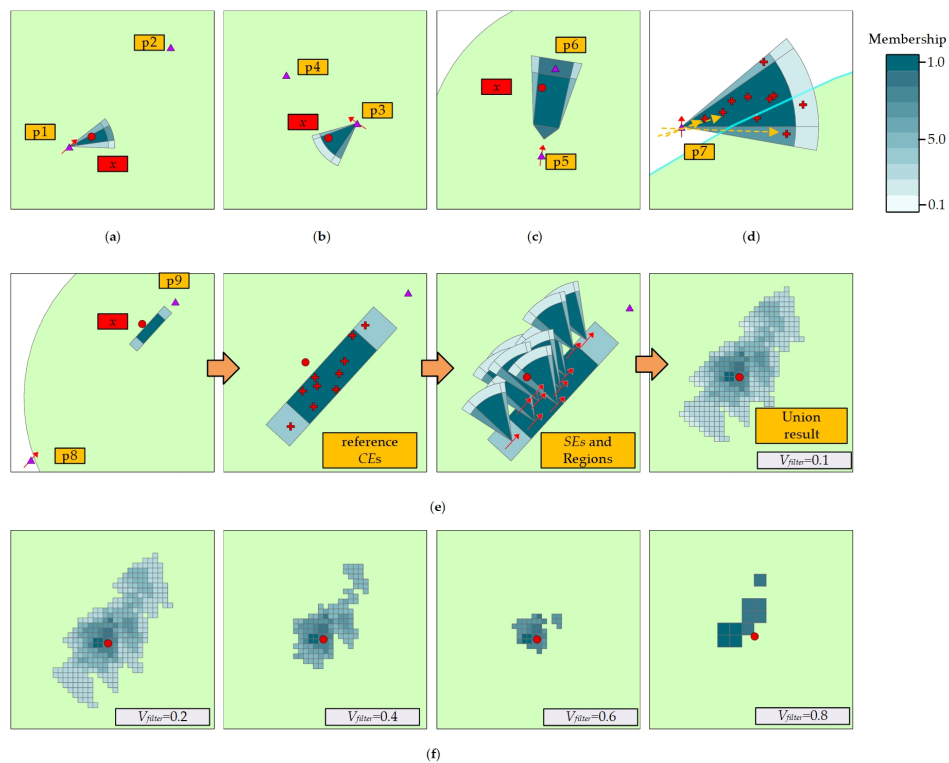 p2
p1
x
(a)
p4
p3
x
(b)
p6
x
p5
(c)
p7
(d)
Membership
1.0
5.0
0.1
p9
x
p8
reference
CEs
SEs and
Regions
Union
result
Vfilter=0.1
(e)
Vfilter=0.2
Vfilter=0.4
Vfilter=0.6
Vfilter=0.8
(f)